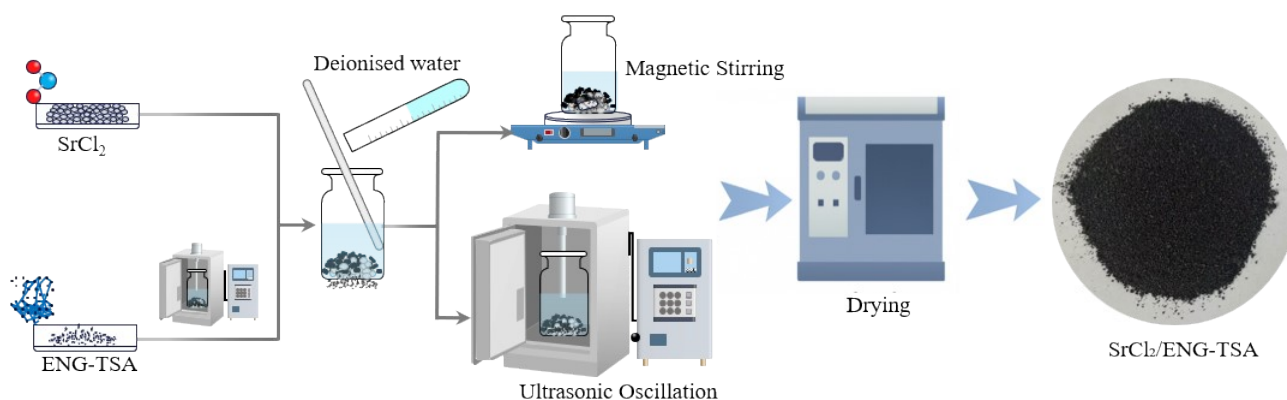 Deionised water
Magnetic Stirring
SrCl₂
ENG-TSA
Ultrasonic Oscillation
Drying
SrCl₂/ENG-TSA